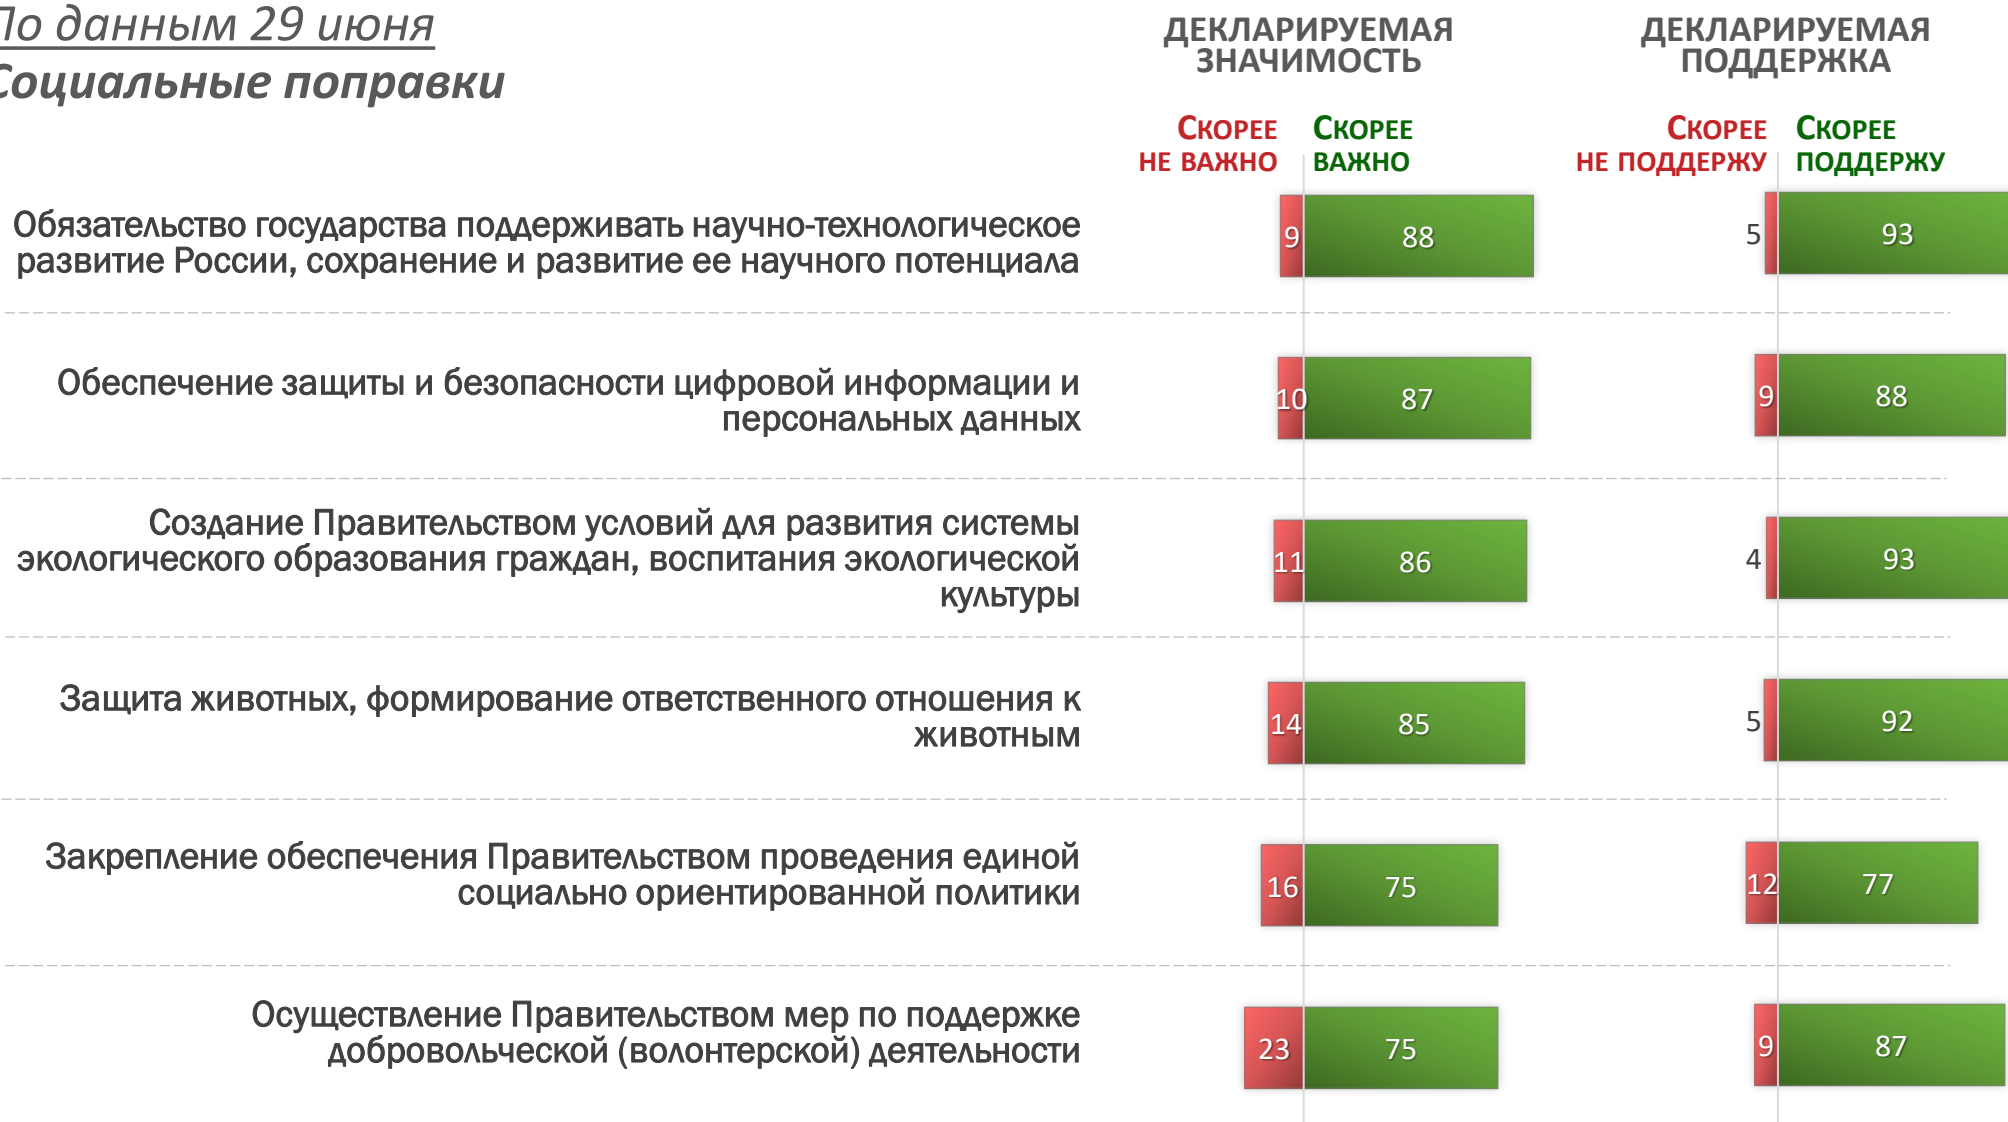 По данным 29 июня
Социальные поправки
ДЕКЛАРИРУЕМАЯ
ЗНАЧИМОСТЬ
ДЕКЛАРИРУЕМАЯ
ПОДДЕРЖКА
СКОРЕЕ
НЕ ВАЖНО
СКОРЕЕ
ВАЖНО
СКОРЕЕ
НЕ ПОДДЕРЖУ
СКОРЕЕ
ПОДДЕРЖУ
Обязательство государства поддерживать научно-технологическое
развитие России, сохранение и развитие ее научного потенциала
9 88 5 93
Обеспечение защиты и безопасности цифровой информации и
персональных данных
10 87 9 88
Создание Правительством условий для развития системы
экологического образования граждан, воспитания экологической
культуры
11 86 4 93
Защита животных, формирование ответственного отношения к
животным
14 85 5 92
Закрепление обеспечения Правительством проведения единой
социально ориентированной политики
16 75 12 77
Осуществление Правительством мер по поддержке
добровольческой (волонтерской) деятельности
23 75 9 87